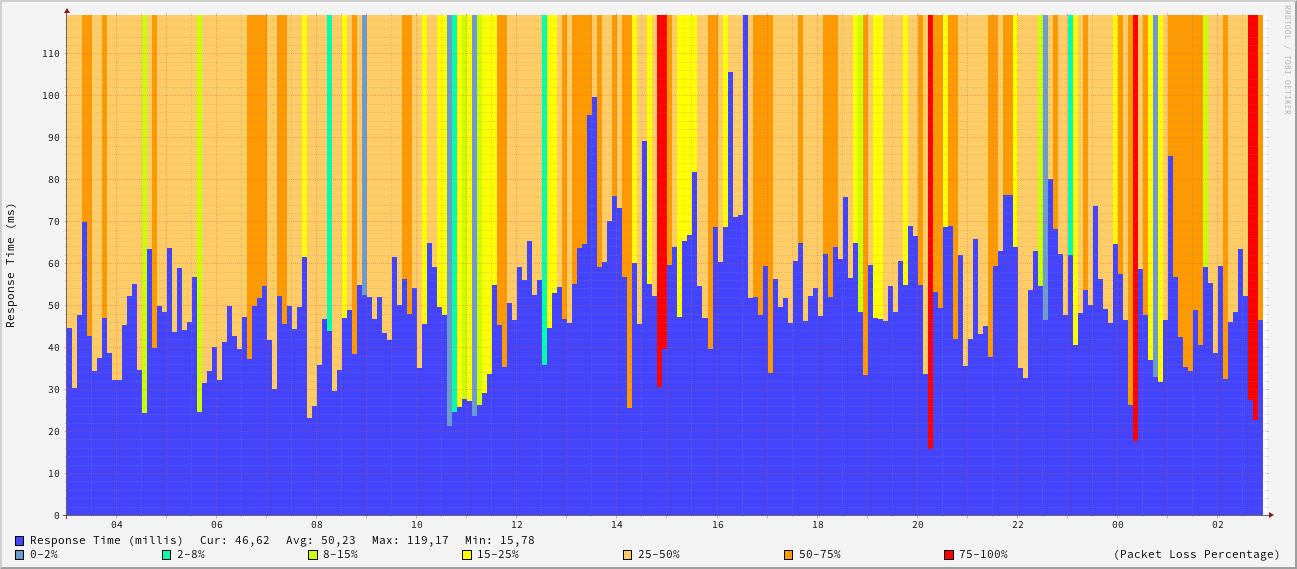 RRDTOOL / TOBI OETIKER
Response Time (ms)
110
100
90
80
70
60
50
40
30
20
10
0
04 06 08 10 12 14 16 18 20 22 00 02
Response Time (millis) Cur: 46,62 Avg: 50,23 Max: 119,17 Min: 15,78
0-2% 2-8% 8-15% 15-25% 25-50% 50-75% 75-100% (Packet Loss Percentage)